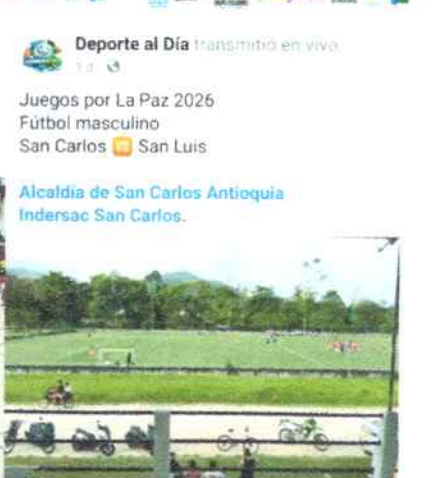 Deporte al Día transmitió en vivo.
Juegos por La Paz 2026
Fútbol masculino
San Carlos VS San Luis
Alcaldía de San Carlos Antioquia
Indersac San Carlos.